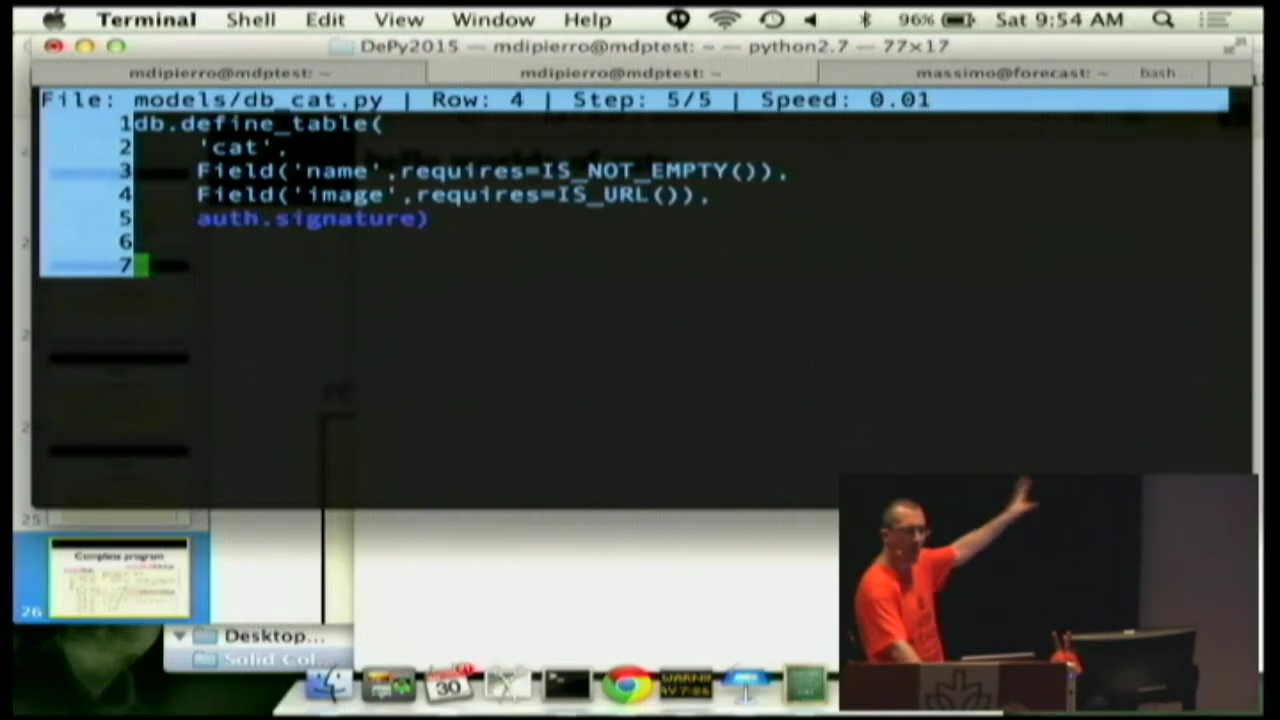 Terminal Shell Edit View Window Help 96% Sat 9:54 AM
DePy2015 — mdipierro@mdptest: ~ — python2.7 — 77×17
mdipierro@mdptest: ~ mdipierro@mdptest: ~ massimo@forecast: ~ bash
File: models/db_cat.py | Row: 4 | Step: 5/5 | Speed: 0.01
1db.define_table(
2 'cat',
3 Field('name',requires=IS_NOT_EMPTY()),
4 Field('image',requires=IS_URL()),
5 auth.signature)
6
7
25
Complete program
26
Desktop...
Solid Col...
30